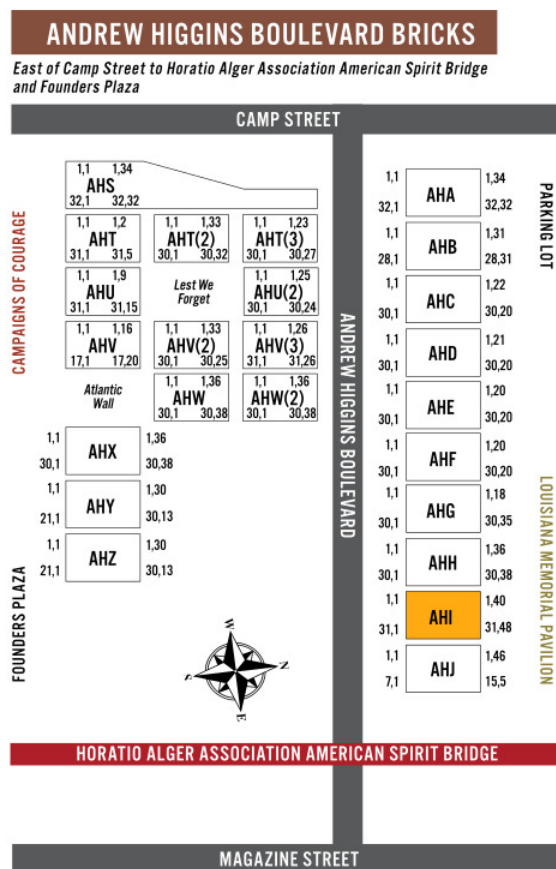 ANDREW HIGGINS BOULEVARD BRICKS
East of Camp Street to Horatio Alger Association American Spirit Bridge
and Founders Plaza
CAMP STREET
CAMPAIGNS OF COURAGE
FOUNDERS PLAZA
1,1 1,34
AHS
32,1 32,32
1,1 1,2
AHT
31,1 31,5
1,1 1,33
AHT(2)
30,1 30,32
1,1 1,23
AHT(3)
30,1 30,27
1,1 1,9
AHU
31,1 31,15
Lest We
Forget
1,1 1,25
AHU(2)
30,1 30,24
1,1 1,16
AHV
17,1 17,20
1,1 1,33
AHV(2)
30,1 30,25
1,1 1,26
AHV(3)
31,1 31,26
Atlantic
Wall
1,1 1,36
AHW
30,1 30,38
1,1 1,36
AHW(2)
30,1 30,38
1,1 1,36
AHX
30,1 30,38
1,1 1,30
AHY
21,1 30,13
1,1 1,30
AHZ
21,1 30,13
W
N
S
E
ANDREW HIGGINS BOULEVARD
1,1 1,34
AHA
32,1 32,32
1,1 1,31
AHB
28,1 28,31
1,1 1,22
AHC
30,1 30,20
1,1 1,21
AHD
30,1 30,20
1,1 1,20
AHE
30,1 30,20
1,1 1,20
AHF
30,1 30,20
1,1 1,18
AHG
30,1 30,35
1,1 1,36
AHH
30,1 30,38
1,1 1,40
AHI
31,1 31,48
1,1 1,46
AHJ
7,1 15,5
PARKING LOT
LOUISIANA MEMORIAL PAVILION
HORATIO ALGER ASSOCIATION AMERICAN SPIRIT BRIDGE
MAGAZINE STREET